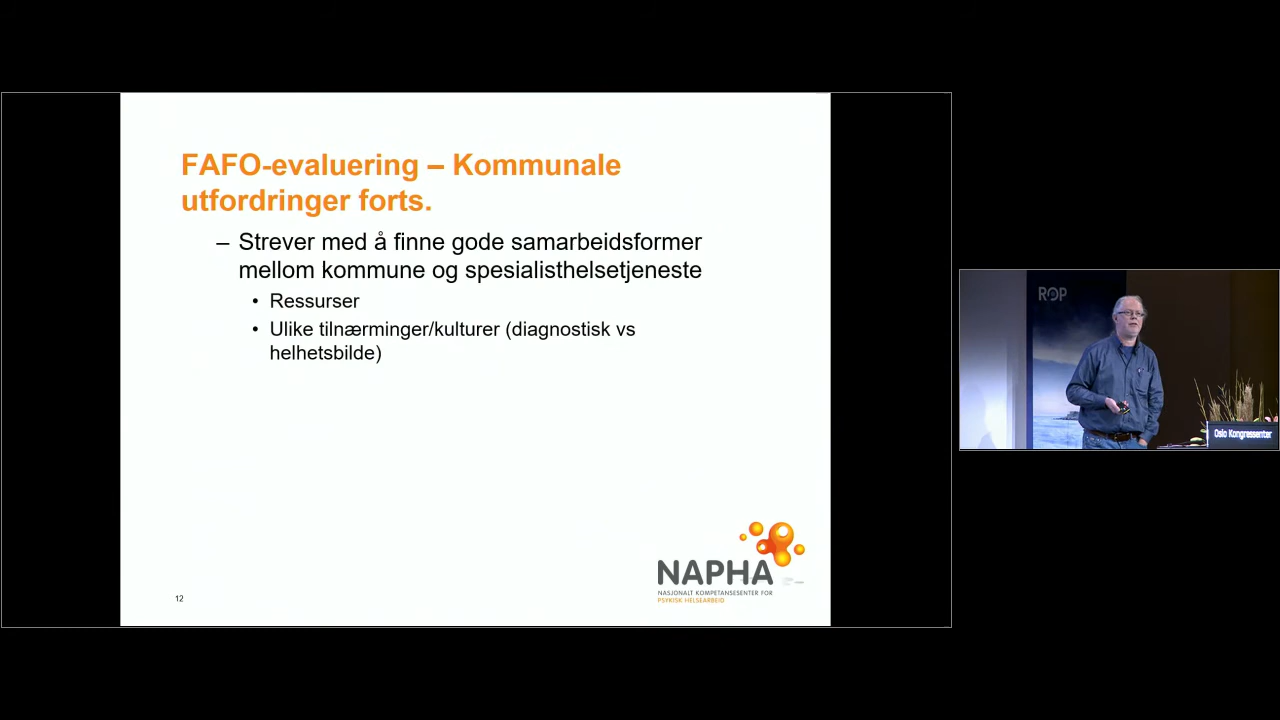 FAFO-evaluering – Kommunale
utfordringer forts.
– Strever med å finne gode samarbeidsformer
mellom kommune og spesialisthelsetjeneste
• Ressurser
• Ulike tilnærminger/kulturer (diagnostisk vs
helhetsbilde)
12
NAPHA
NASJONALT KOMPETANSESENTER FOR
PSYKISK HELSEARBEID
ROP
Oslo Kongressenter